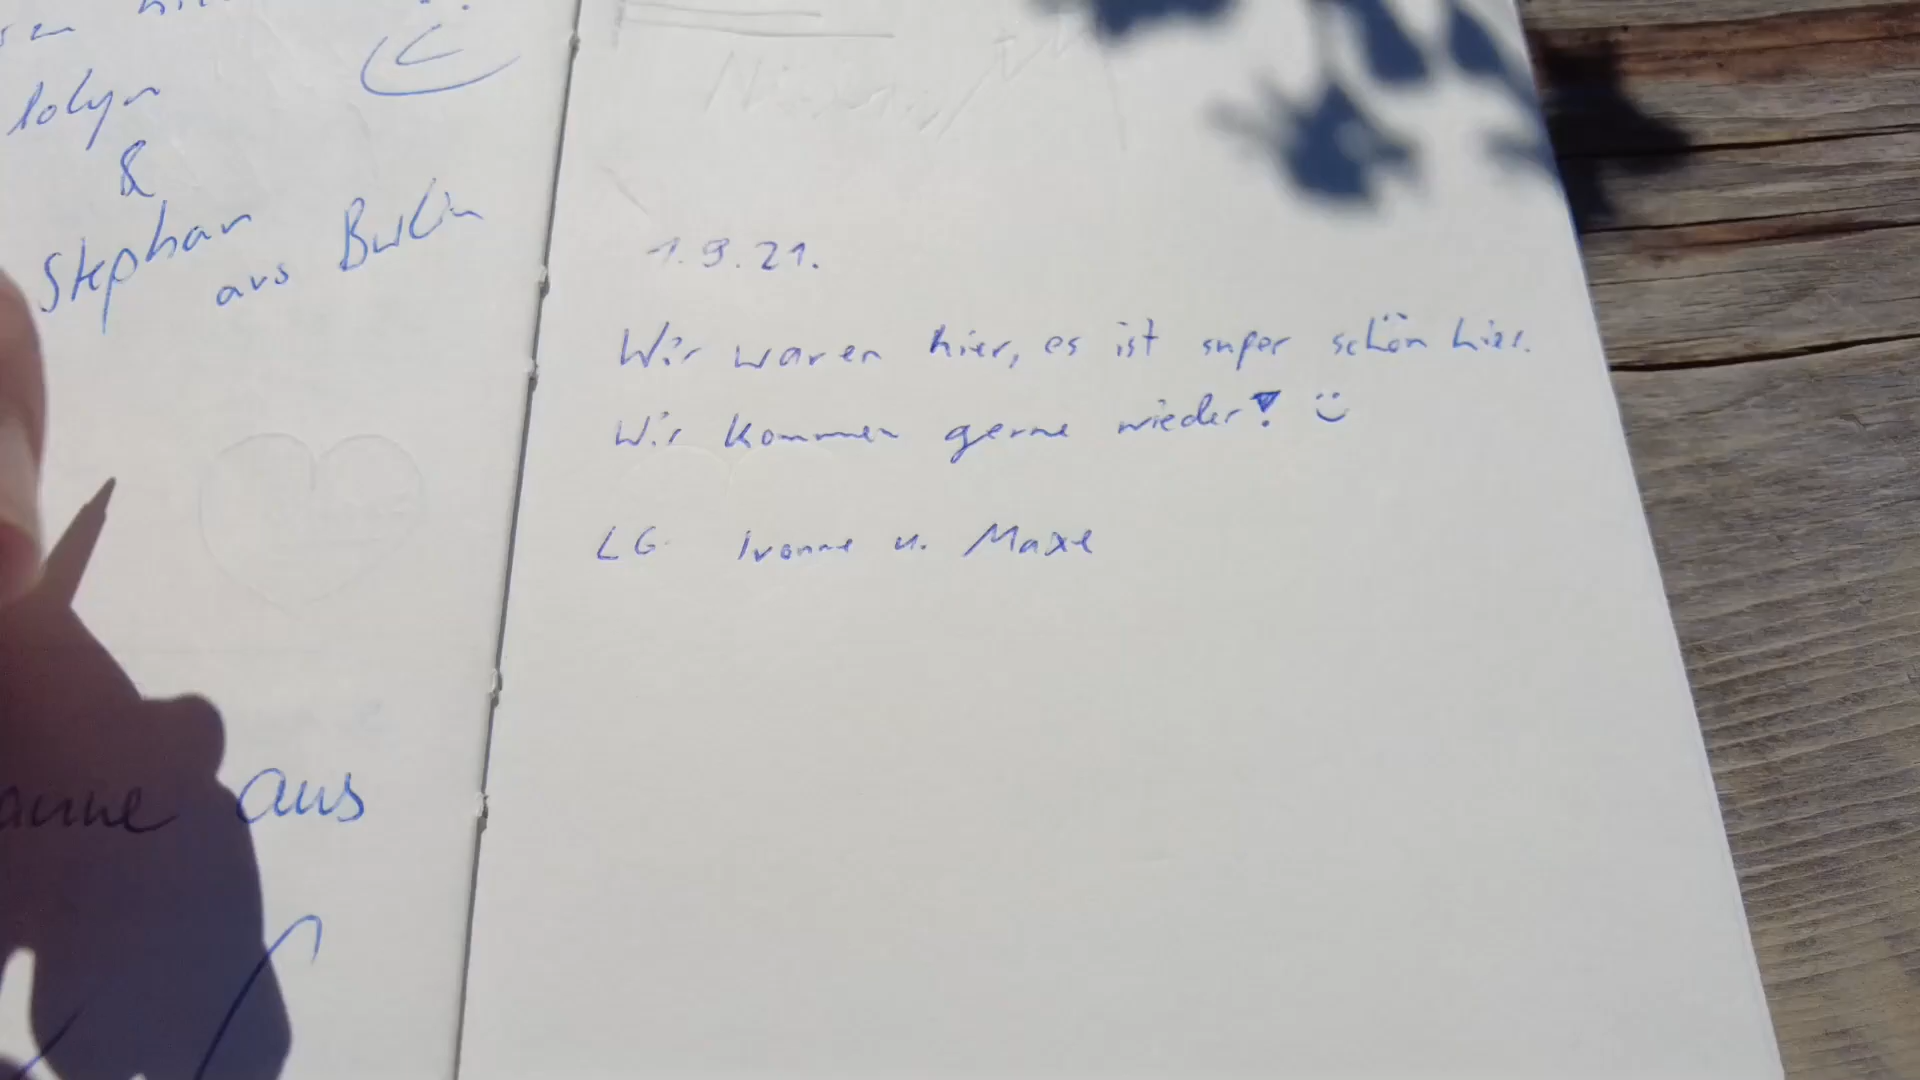 &
Stephan
aus Berlin
aus
1.9.21.
Wir waren hier, es ist super schön hier.
Wir kommen gerne wieder! :)
LG Ivonne u. Maxe